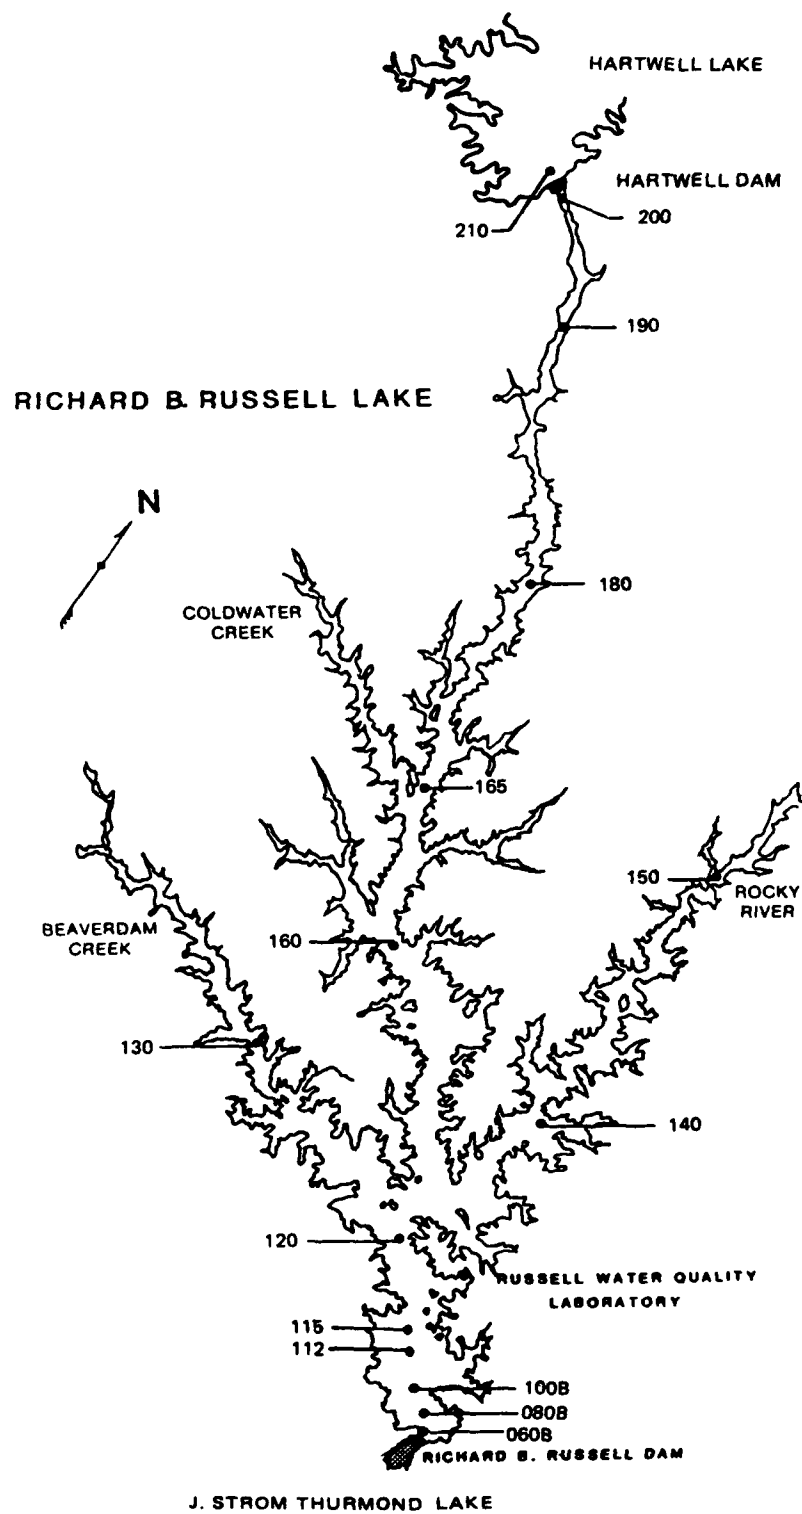 HARTWELL LAKE
HARTWELL DAM
200
210
190
RICHARD B. RUSSELL LAKE
N
180
COLDWATER
CREEK
165
150
ROCKY
RIVER
BEAVERDAM
CREEK
160
130
140
120
RUSSELL WATER QUALITY
LABORATORY
115
112
100B
080B
060B
RICHARD B. RUSSELL DAM
J. STROM THURMOND LAKE